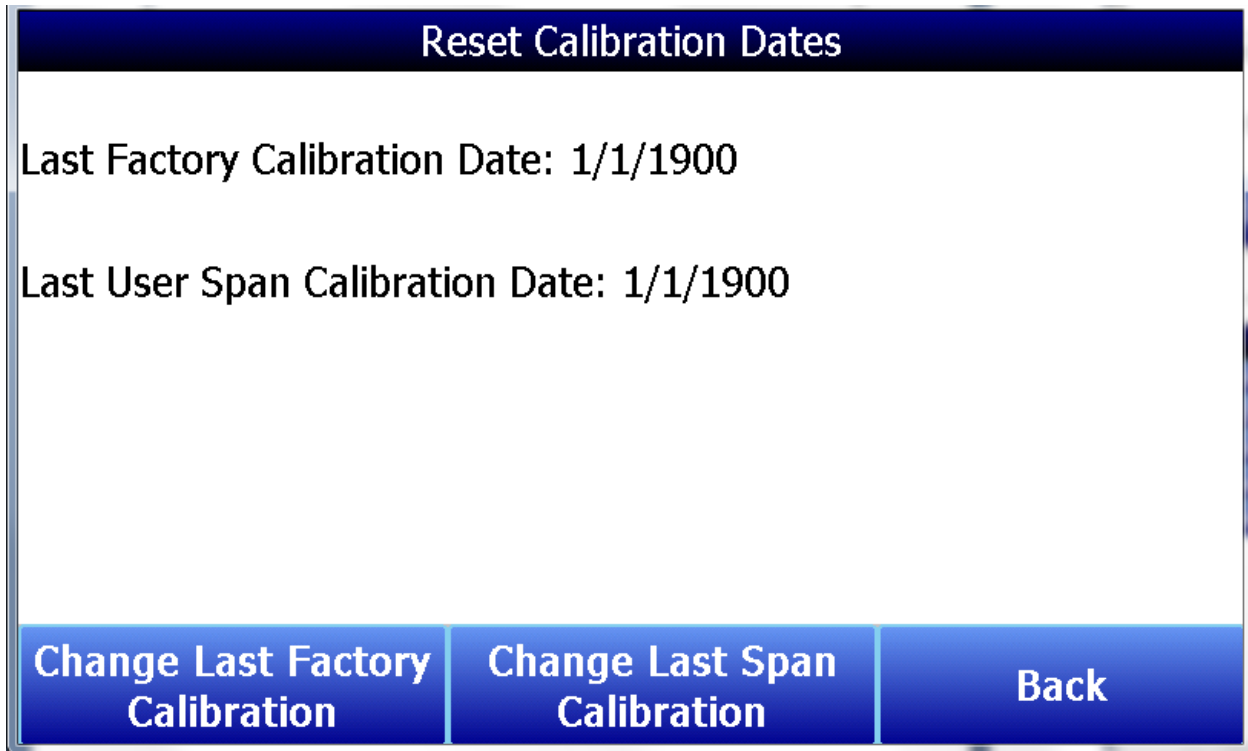 Reset Calibration Dates
Last Factory Calibration Date: 1/1/1900
Last User Span Calibration Date: 1/1/1900
Change Last Factory
Calibration
Change Last Span
Calibration
Back